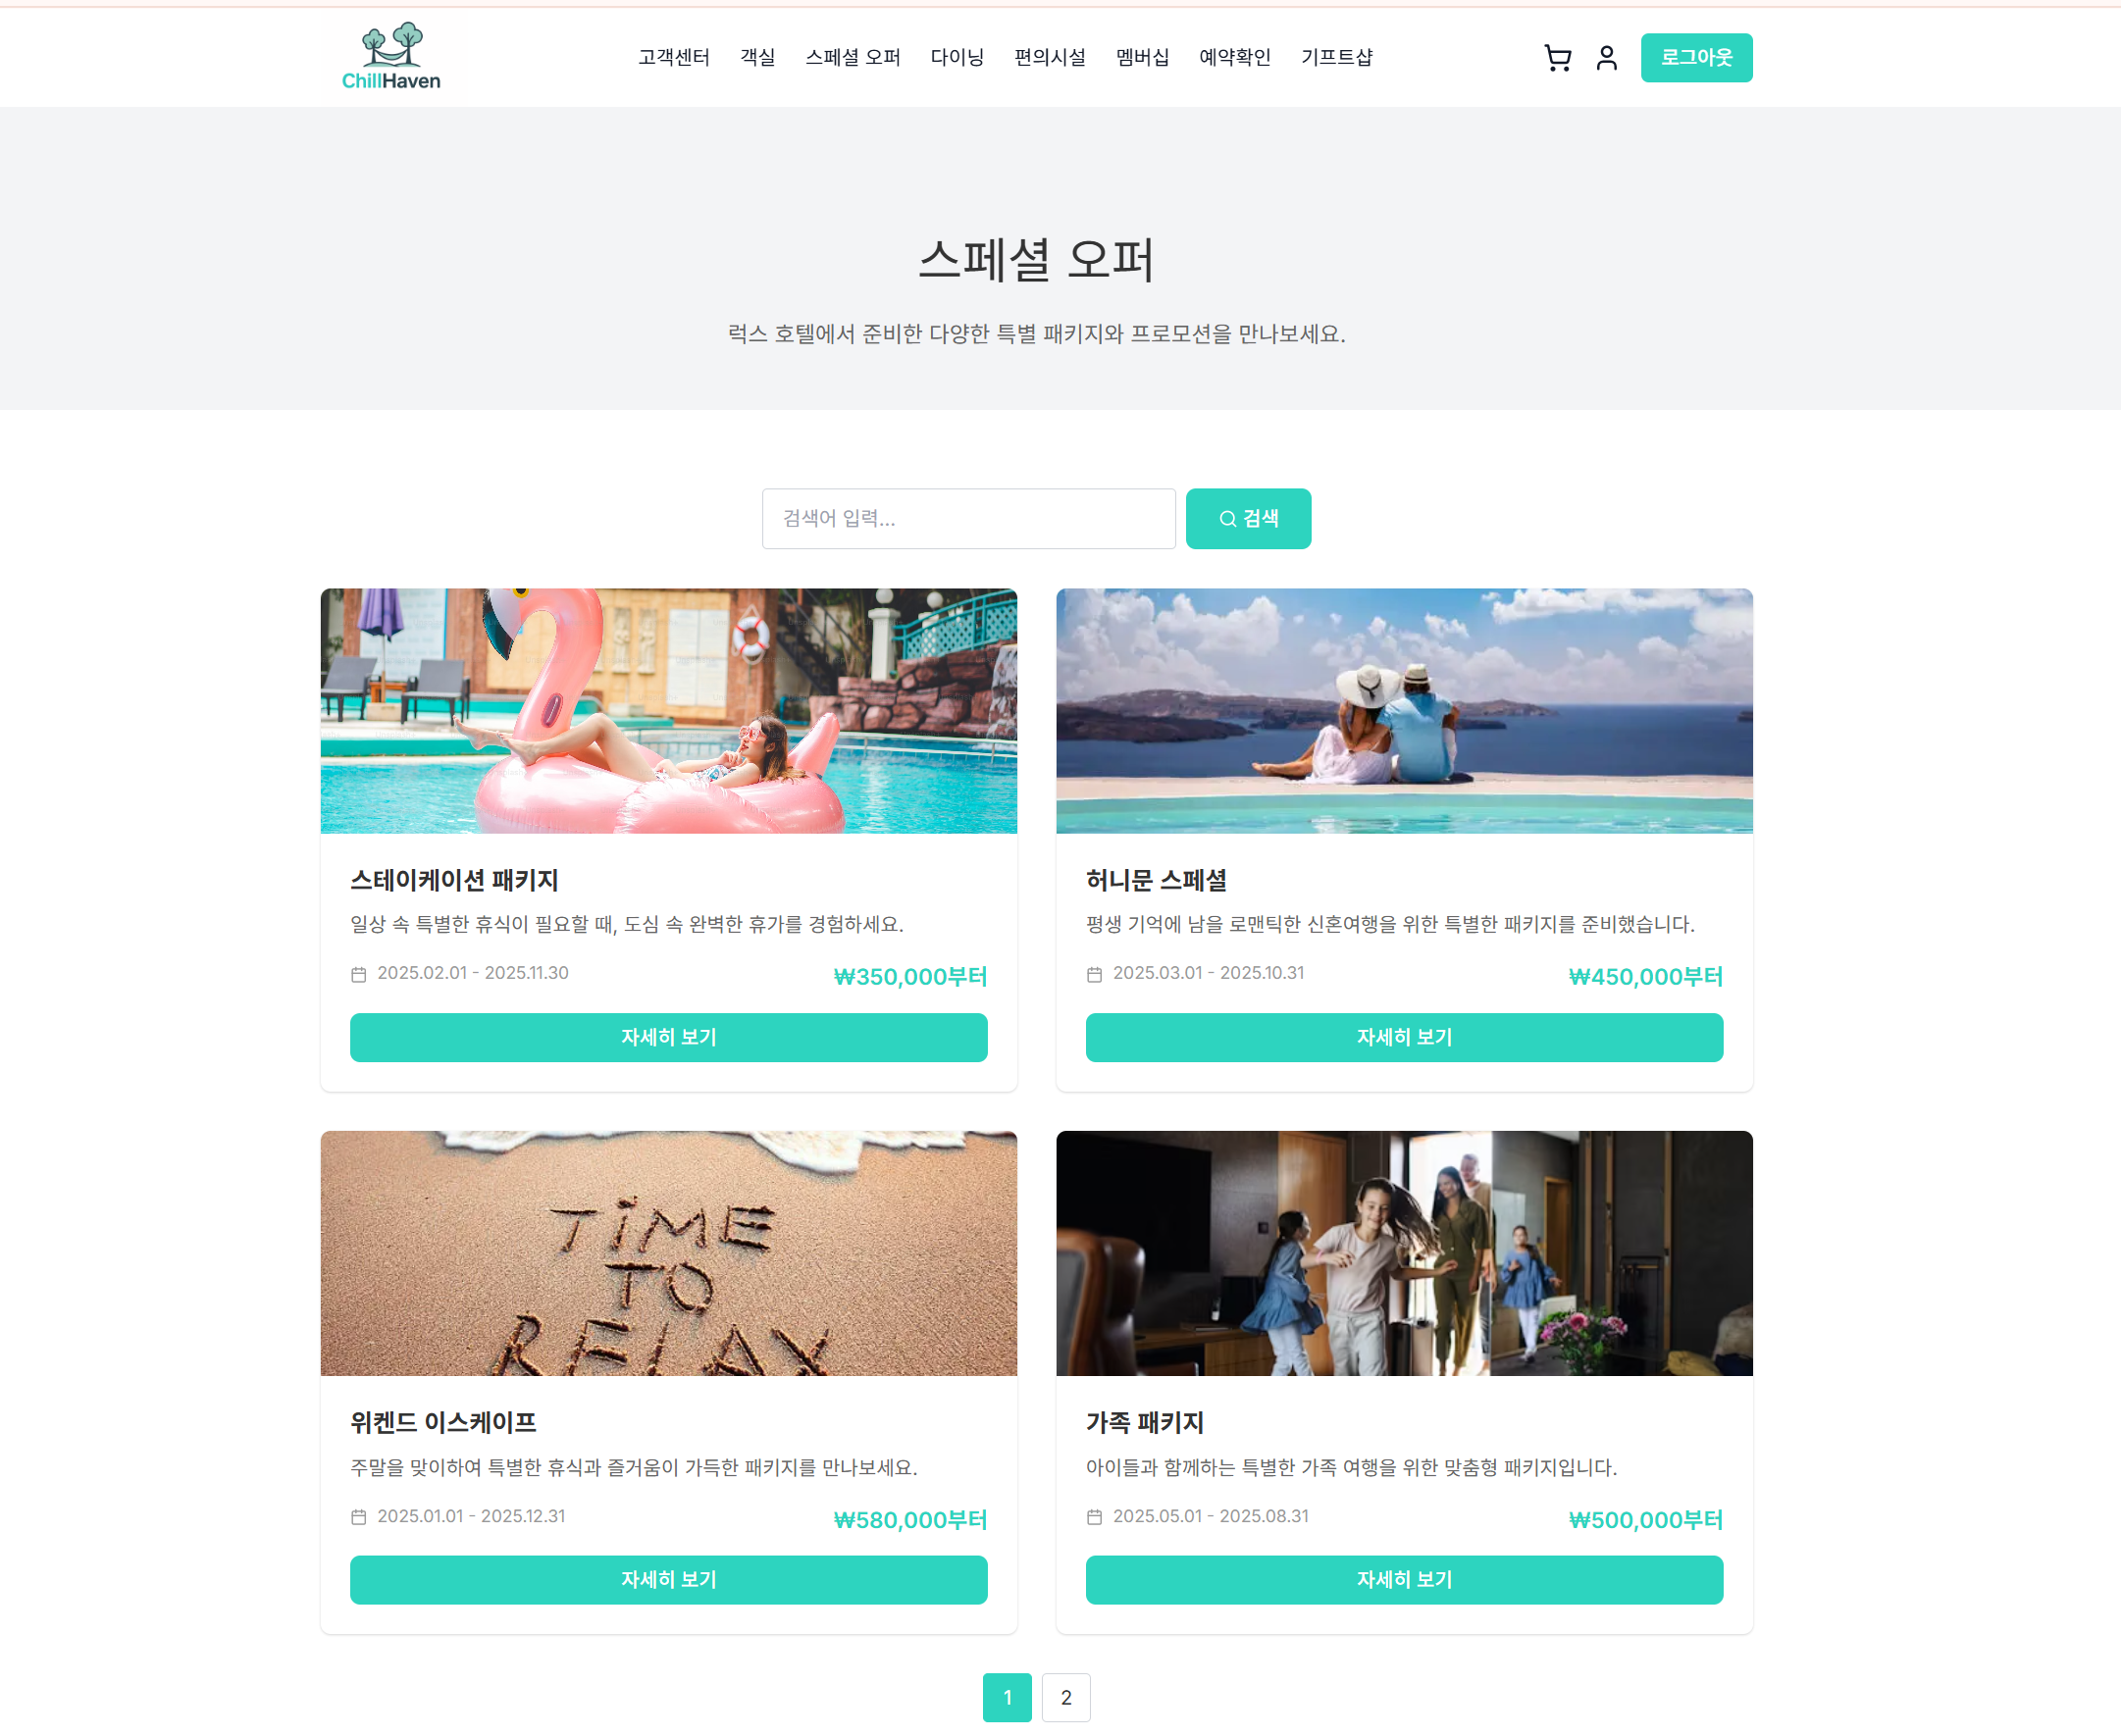 ChillHaven
고객센터 객실 스페셜 오퍼 다이닝 편의시설 멤버십 예약확인 기프트샵 로그아웃
스페셜 오퍼
럭스 호텔에서 준비한 다양한 특별 패키지와 프로모션을 만나보세요.
검색어 입력... 검색
스테이케이션 패키지
일상 속 특별한 휴식이 필요할 때, 도심 속 완벽한 휴가를 경험하세요.
2025.02.01 - 2025.11.30 ₩350,000부터
자세히 보기
허니문 스페셜
평생 기억에 남을 로맨틱한 신혼여행을 위한 특별한 패키지를 준비했습니다.
2025.03.01 - 2025.10.31 ₩450,000부터
자세히 보기
TiME
TO
RELAX
위켄드 이스케이프
주말을 맞이하여 특별한 휴식과 즐거움이 가득한 패키지를 만나보세요.
2025.01.01 - 2025.12.31 ₩580,000부터
자세히 보기
가족 패키지
아이들과 함께하는 특별한 가족 여행을 위한 맞춤형 패키지입니다.
2025.05.01 - 2025.08.31 ₩500,000부터
자세히 보기
1 2